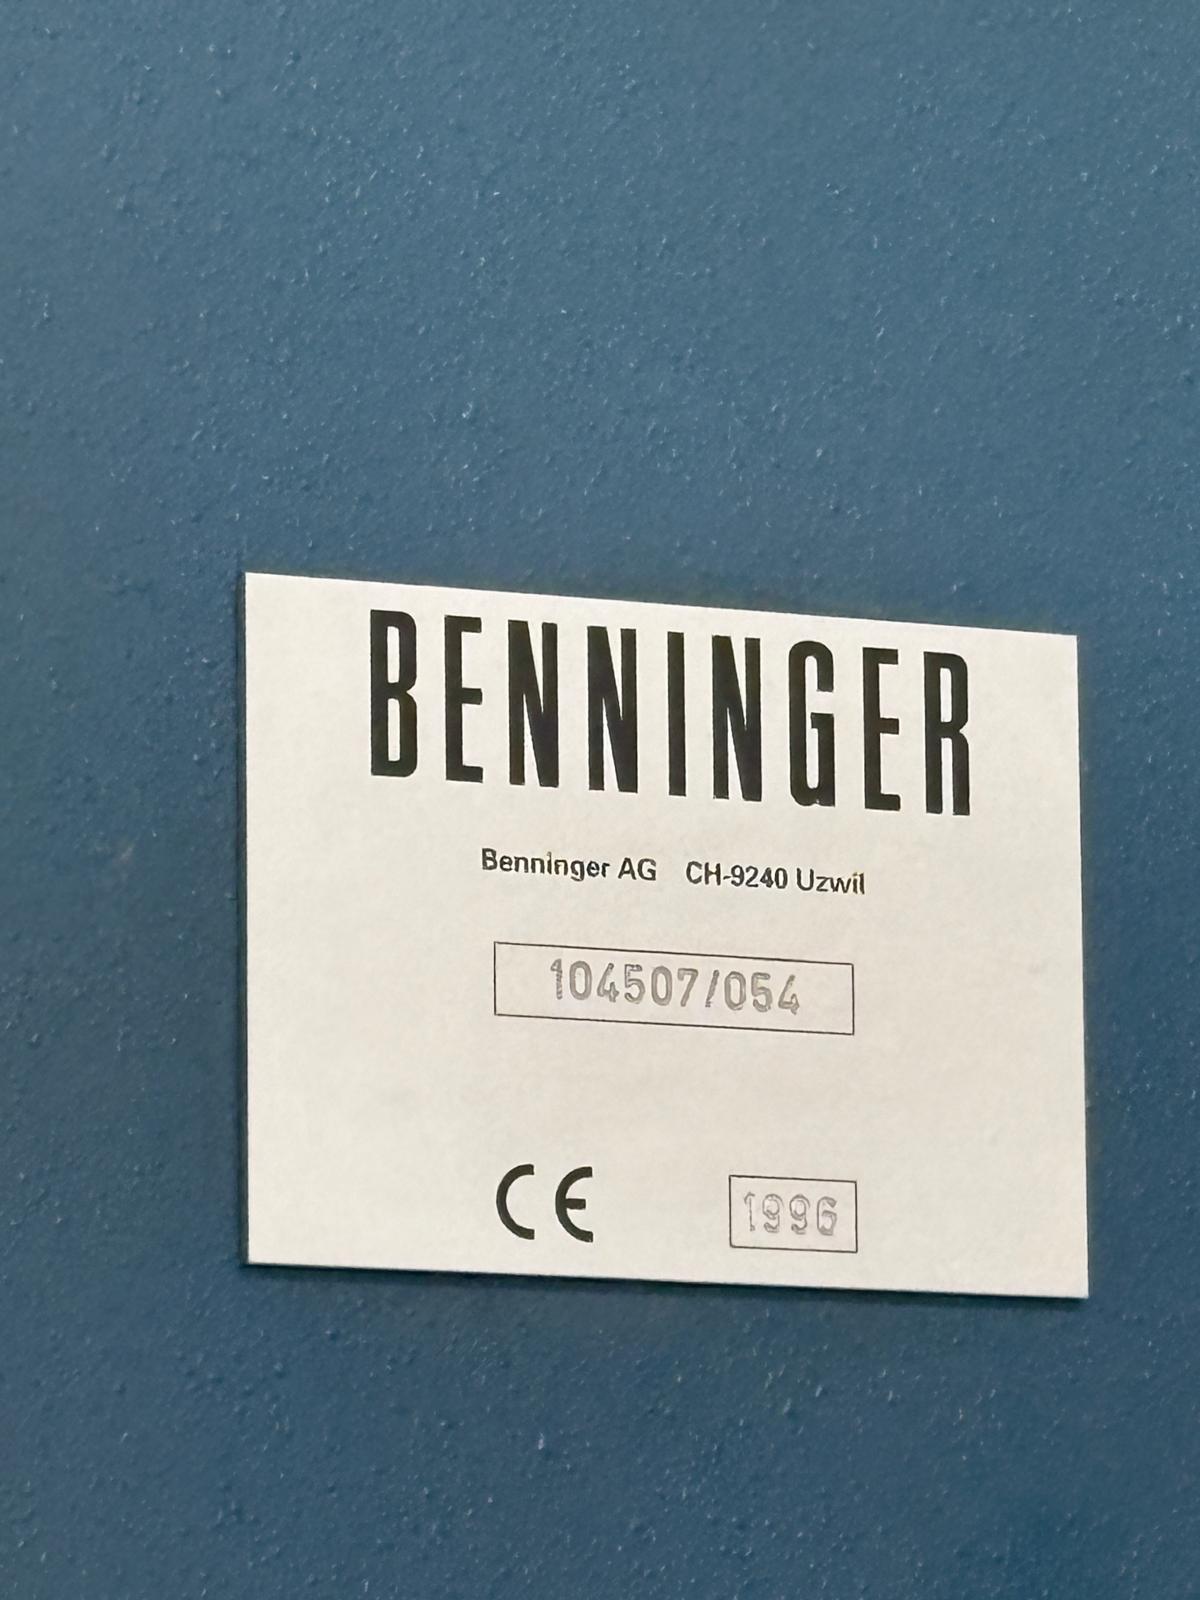 BENNINGER
Benninger AG CH-9240 Uzwil
104507/054
CE 1996